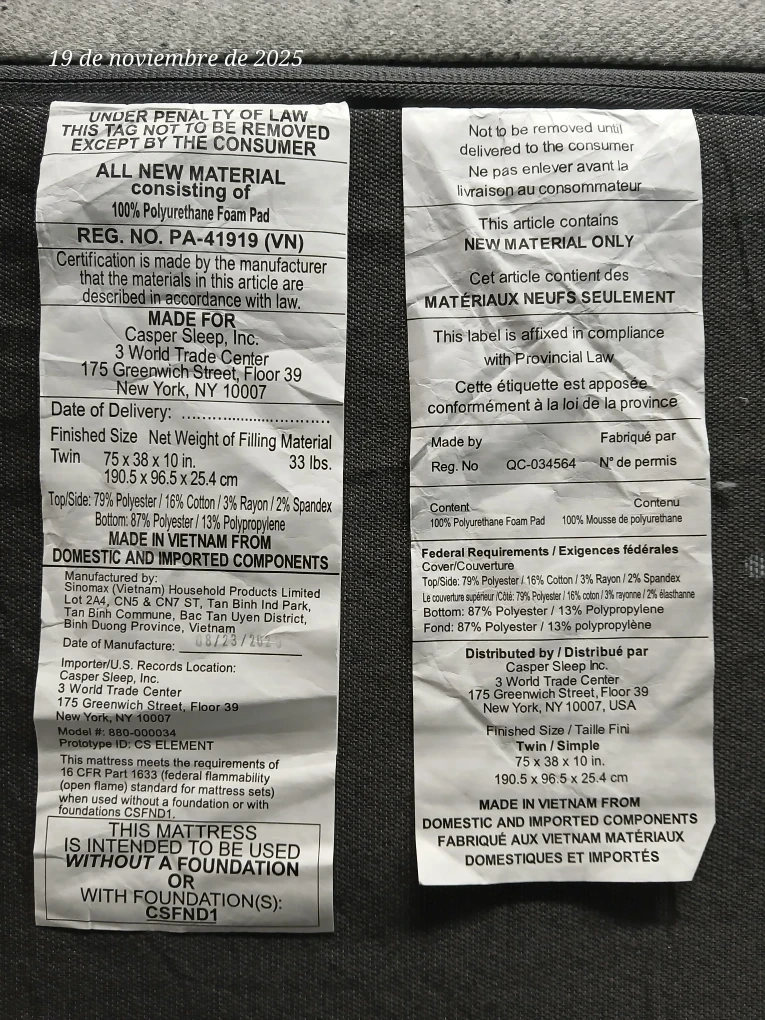 19 de noviembre de 2025
UNDER PENALTY OF LAW
THIS TAG NOT TO BE REMOVED
EXCEPT BY THE CONSUMER
ALL NEW MATERIAL
consisting of
100% Polyurethane Foam Pad
REG. NO. PA-41919 (VN)
Certification is made by the manufacturer
that the materials in this article are
described in accordance with law.
MADE FOR
Casper Sleep, Inc.
3 World Trade Center
175 Greenwich Street, Floor 39
New York, NY 10007
Date of Delivery: ................................
Finished Size Net Weight of Filling Material
Twin 75 x 38 x 10 in. 33 lbs.
190.5 x 96.5 x 25.4 cm
Top/Side: 79% Polyester / 16% Cotton / 3% Rayon / 2% Spandex
Bottom: 87% Polyester / 13% Polypropylene
MADE IN VIETNAM FROM
DOMESTIC AND IMPORTED COMPONENTS
Manufactured by:
Sinomax (Vietnam) Household Products Limited
Lot 2A4, CN5 & CN7 ST, Tan Binh Ind Park,
Tan Binh Commune, Bac Tan Uyen District,
Binh Duong Province, Vietnam
Date of Manufacture: 08/23/
Importer/U.S. Records Location:
Casper Sleep, Inc.
3 World Trade Center
175 Greenwich Street, Floor 39
New York, NY 10007
Model #: 880-000034
Prototype ID: CS ELEMENT
This mattress meets the requirements of
16 CFR Part 1633 (federal flammability
(open flame) standard for mattress sets)
when used without a foundation or with
foundations CSFND1.
THIS MATTRESS
IS INTENDED TO BE USED
WITHOUT A FOUNDATION
OR
WITH FOUNDATION(S):
CSFND1
Not to be removed until
delivered to the consumer
Ne pas enlever avant la
livraison au consommateur
This article contains
NEW MATERIAL ONLY
Cet article contient des
MATÉRIAUX NEUFS SEULEMENT
This label is affixed in compliance
with Provincial Law
Cette étiquette est apposée
conformément à la loi de la province
Made by Fabriqué par
Reg. No QC-034564 N° de permis
Content Contenu
100% Polyurethane Foam Pad 100% Mousse de polyurethane
Federal Requirements / Exigences fédérales
Cover/Couverture
Top/Side: 79% Polyester / 16% Cotton / 3% Rayon / 2% Spandex
Le couverture supérieur /Côté: 79% Polyester / 16% coton / 3% rayonne / 2% élasthanne
Bottom: 87% Polyester / 13% Polypropylene
Fond: 87% Polyester / 13% polypropylène
Distributed by / Distribué par
Casper Sleep Inc.
3 World Trade Center
175 Greenwich Street, Floor 39
New York, NY 10007, USA
Finished Size / Taille Fini
Twin / Simple
75 x 38 x 10 in.
190.5 x 96.5 x 25.4 cm
MADE IN VIETNAM FROM
DOMESTIC AND IMPORTED COMPONENTS
FABRIQUÉ AUX VIETNAM MATÉRIAUX
DOMESTIQUES ET IMPORTÉS